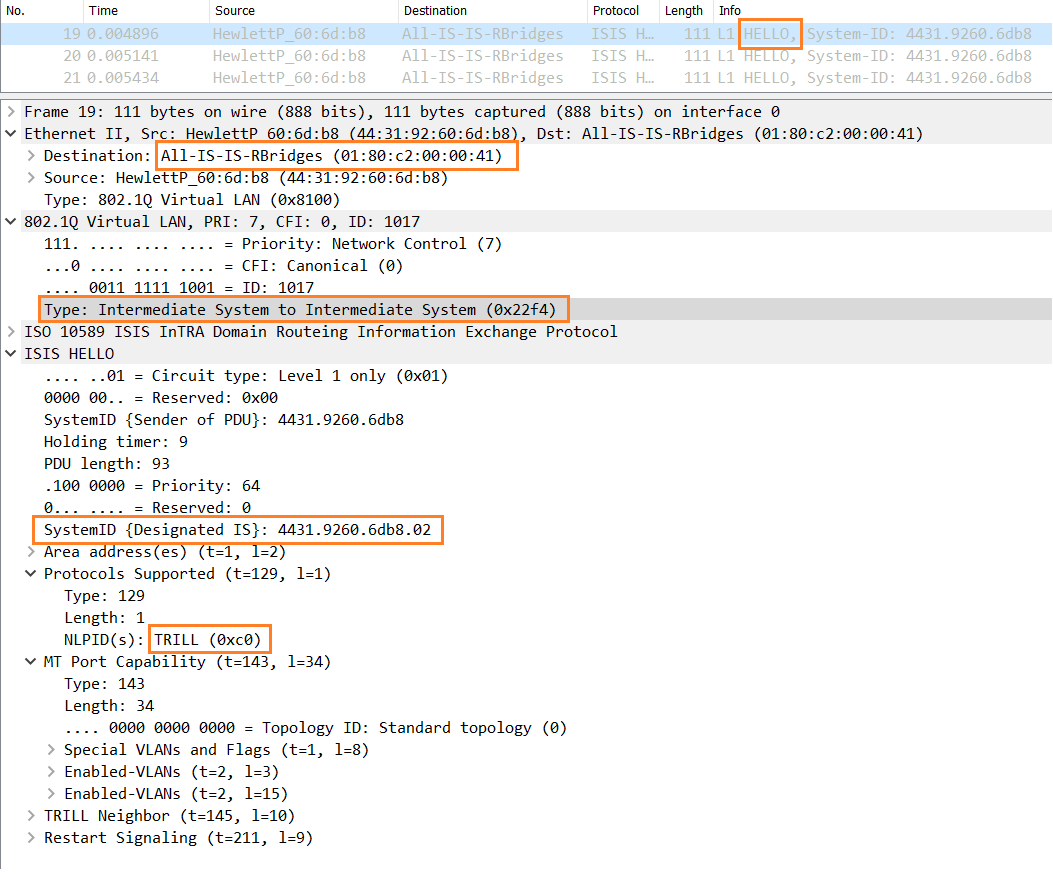 No. Time Source Destination Protocol Length Info
19 0.004896 HewlettP_60:6d:b8 All-IS-IS-RBridges ISIS H… 111 L1 HELLO, System-ID: 4431.9260.6db8
20 0.005141 HewlettP_60:6d:b8 All-IS-IS-RBridges ISIS H… 111 L1 HELLO, System-ID: 4431.9260.6db8
21 0.005434 HewlettP_60:6d:b8 All-IS-IS-RBridges ISIS H… 111 L1 HELLO, System-ID: 4431.9260.6db8
Frame 19: 111 bytes on wire (888 bits), 111 bytes captured (888 bits) on interface 0
Ethernet II, Src: HewlettP_60:6d:b8 (44:31:92:60:6d:b8), Dst: All-IS-IS-RBridges (01:80:c2:00:00:41)
Destination: All-IS-IS-RBridges (01:80:c2:00:00:41)
Source: HewlettP_60:6d:b8 (44:31:92:60:6d:b8)
Type: 802.1Q Virtual LAN (0x8100)
802.1Q Virtual LAN, PRI: 7, CFI: 0, ID: 1017
111. .... .... .... = Priority: Network Control (7)
...0 .... .... .... = CFI: Canonical (0)
.... 0011 1111 1001 = ID: 1017
Type: Intermediate System to Intermediate System (0x22f4)
ISO 10589 ISIS InTRA Domain Routeing Information Exchange Protocol
ISIS HELLO
.... ..01 = Circuit type: Level 1 only (0x01)
0000 00.. = Reserved: 0x00
SystemID {Sender of PDU}: 4431.9260.6db8
Holding timer: 9
PDU length: 93
.100 0000 = Priority: 64
0... .... = Reserved: 0
SystemID {Designated IS}: 4431.9260.6db8.02
Area address(es) (t=1, l=2)
Protocols Supported (t=129, l=1)
Type: 129
Length: 1
NLPID(s): TRILL (0xc0)
MT Port Capability (t=143, l=34)
Type: 143
Length: 34
.... 0000 0000 0000 = Topology ID: Standard topology (0)
Special VLANs and Flags (t=1, l=8)
Enabled-VLANs (t=2, l=3)
Enabled-VLANs (t=2, l=15)
TRILL Neighbor (t=145, l=10)
Restart Signaling (t=211, l=9)